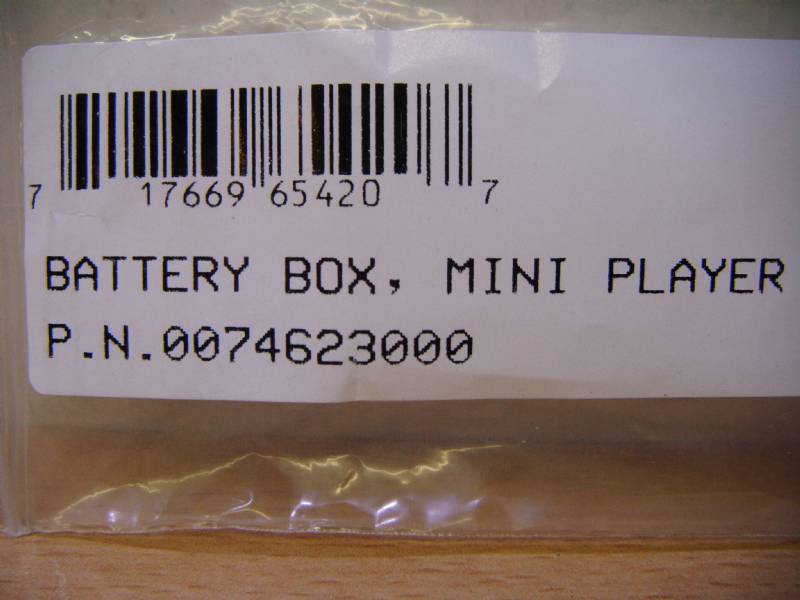 7 17669 65420 7
BATTERY BOX, MINI PLAYER
P.N.0074623000